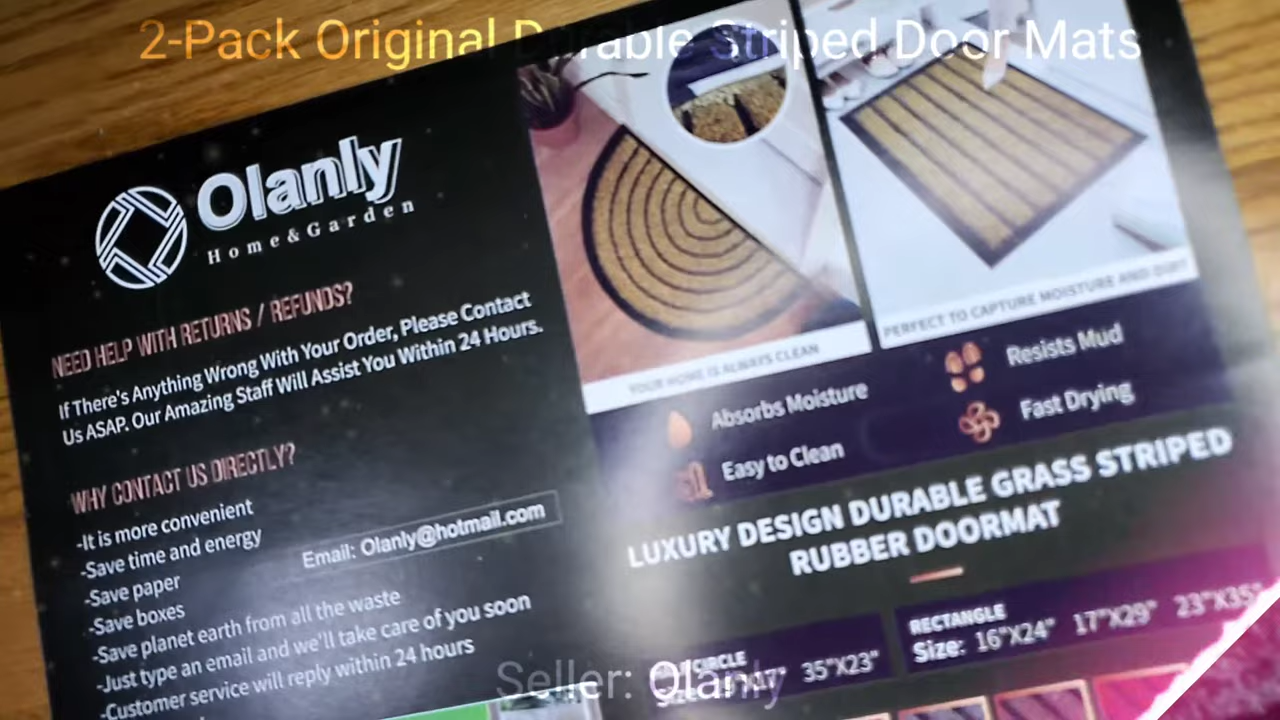 2-Pack Original Durable Striped Door Mats
Olanly
Home&Garden
NEED HELP WITH RETURNS / REFUNDS?
If There's Anything Wrong With Your Order, Please Contact
Us ASAP. Our Amazing Staff Will Assist You Within 24 Hours.
WHY CONTACT US DIRECTLY?
-It is more convenient
-Save time and energy
-Save paper
-Save boxes
-Save planet earth from all the waste
-Just type an email and we'll take care of you soon
-Customer service will reply within 24 hours
Email: Olanly@hotmail.com
YOUR HOME IS ALWAYS CLEAN
PERFECT TO CAPTURE MOISTURE AND DIRT
Absorbs Moisture
Resists Mud
Easy to Clean
Fast Drying
LUXURY DESIGN DURABLE GRASS STRIPED
RUBBER DOORMAT
CIRCLE
35"X23"
RECTANGLE
Size: 16"X24" 17"X29" 23"X35"
Seller: Olanly